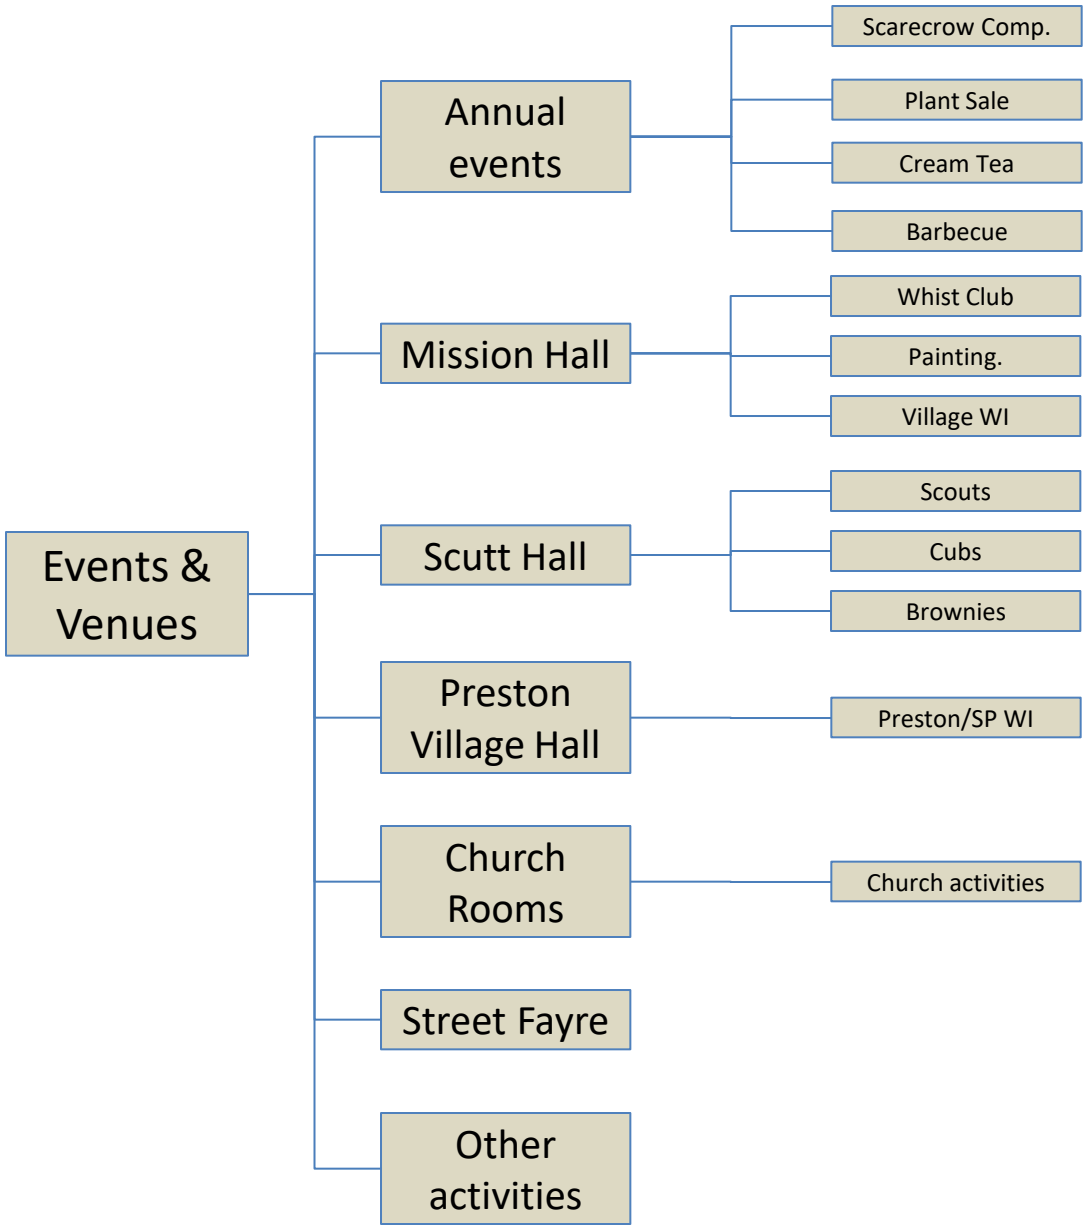 Events &
Venues
Annual
events
Scarecrow Comp.
Plant Sale
Cream Tea
Barbecue
Mission Hall
Whist Club
Painting.
Village WI
Scutt Hall
Scouts
Cubs
Brownies
Preston
Village Hall
Preston/SP WI
Church
Rooms
Church activities
Street Fayre
Other
activities